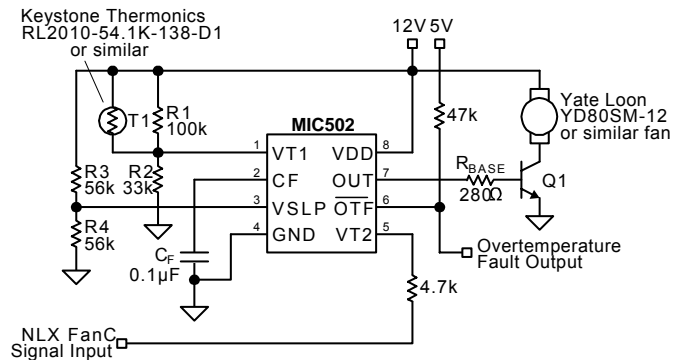 Keystone Thermonics
RL2010-54.1K-138-D1
or similar
12V 5V
T1
R1
100k
47k
Yate Loon
YD80SM-12
or similar fan
MIC502
1 VT1 VDD 8
R3
56k
R2
33k
2 CF OUT 7
RBASE
280Ω
Q1
3 VSLP OTF 6
R4
56k
4 GND VT2 5
CF
0.1µF
Overtemperature
Fault Output
4.7k
NLX FanC
Signal Input